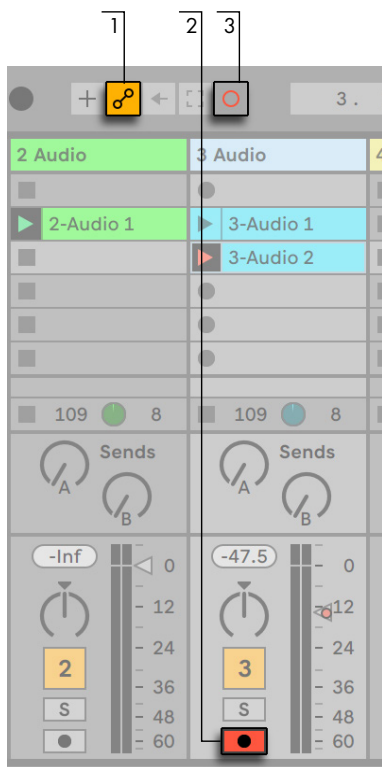 1 2 3
3 .
2 Audio 3 Audio 4
2-Audio 1 3-Audio 1
3-Audio 2
109 8 109 8
Sends Sends
A A
B B
-Inf -47.5
0 0
12 12
24 24
2 3
36 36
S S
48 48
60 60